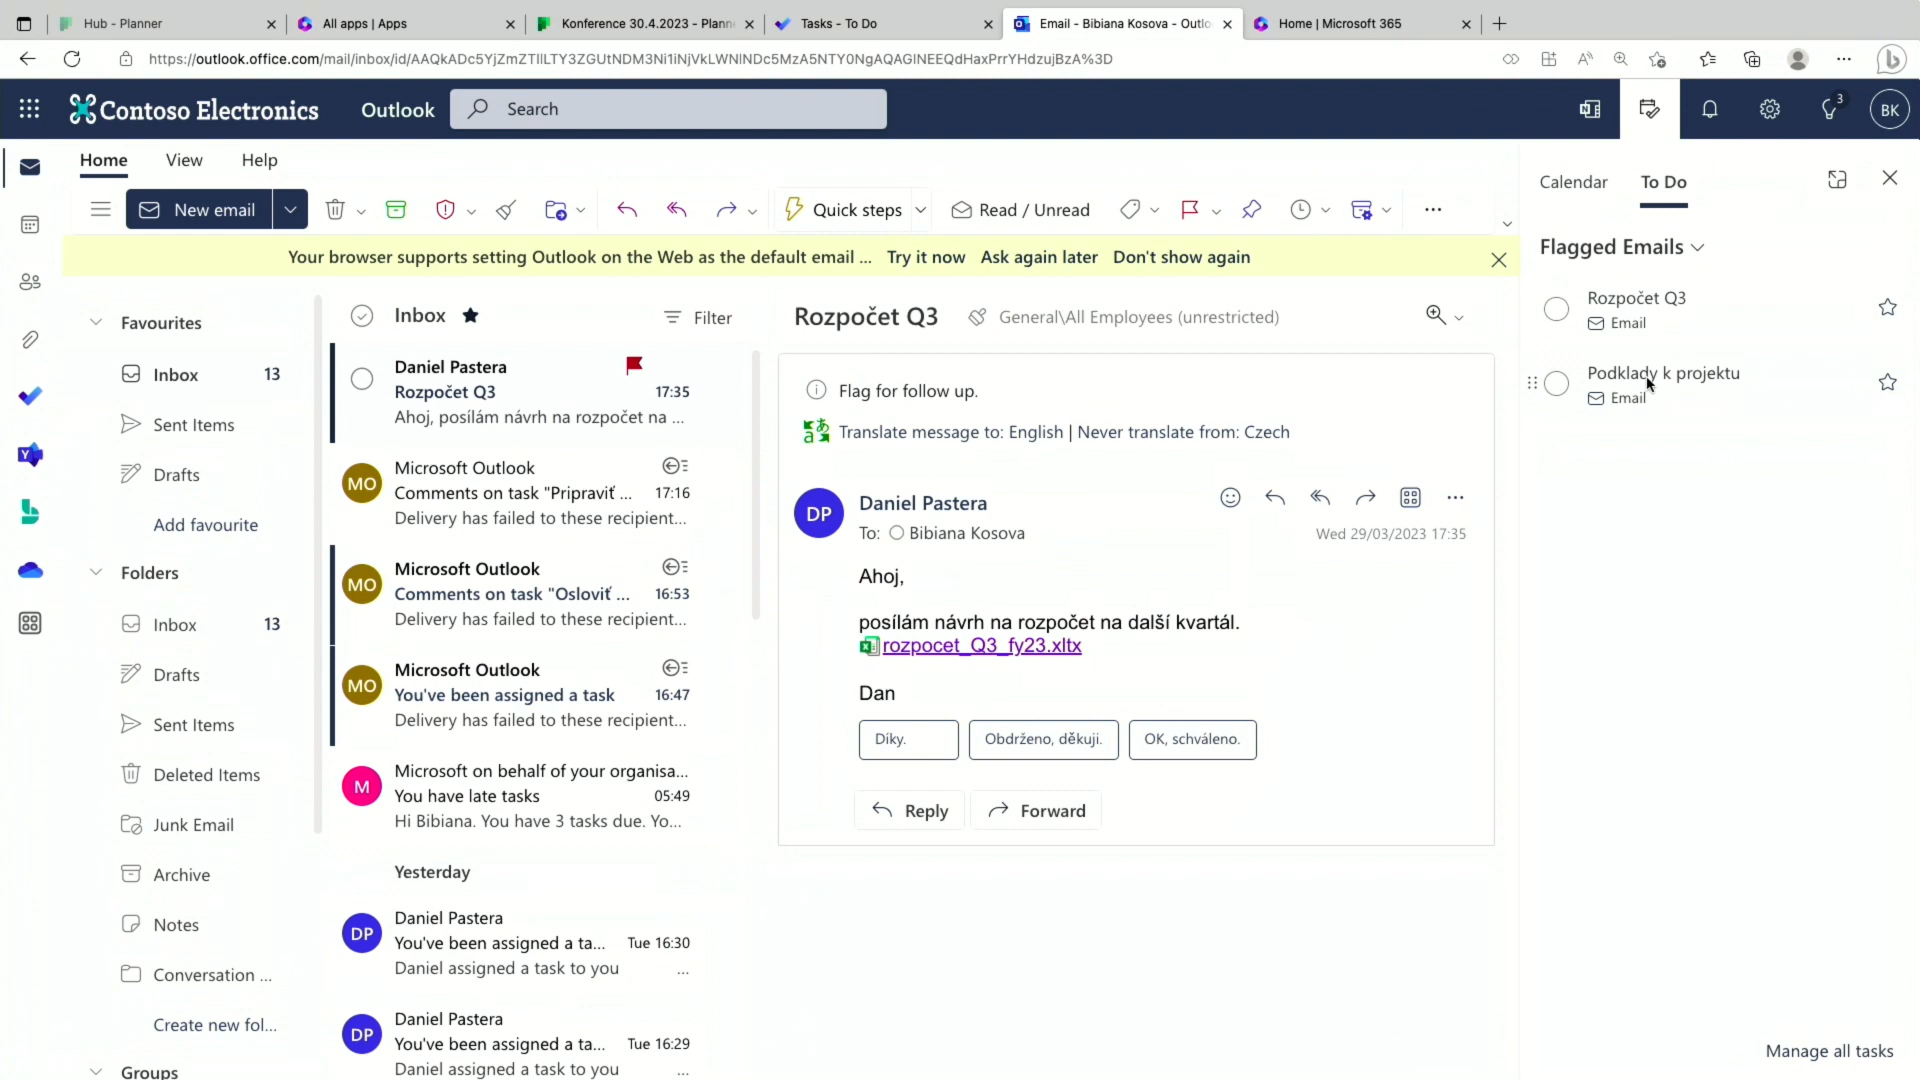 Hub - Planner
All apps | Apps
Konference 30.4.2023 - Plann
Tasks - To Do
Email - Bibiana Kosova - Outlo
Home | Microsoft 365
https://outlook.office.com/mail/inbox/id/
Contoso Electronics
Outlook
Search
3
BK
Home
View
Help
Calendar
To Do
New email
Quick steps
Read / Unread
Your browser supports setting Outlook on the Web as the default email ... Try it now Ask again later Don't show again
Flagged Emails
Rozpočet Q3
Email
Podklady k projektu
Email
Manage all tasks
Favourites
Inbox 13
Sent Items
Drafts
Add favourite
Folders
Inbox 13
Drafts
Sent Items
Deleted Items
Junk Email
Archive
Notes
Conversation ...
Create new fol...
Groups
Inbox
Filter
Daniel Pastera
Rozpočet Q3 17:35
Ahoj, posílám návrh na rozpočet na ...
MO
Microsoft Outlook
Comments on task "Pripraviť ... 17:16
Delivery has failed to these recipient...
MO
Microsoft Outlook
Comments on task "Osloviť ... 16:53
Delivery has failed to these recipient...
MO
Microsoft Outlook
You've been assigned a task 16:47
Delivery has failed to these recipient...
M
Microsoft on behalf of your organisa...
You have late tasks 05:49
Hi Bibiana. You have 3 tasks due. Yo...
Yesterday
DP
Daniel Pastera
You've been assigned a ta... Tue 16:30
Daniel assigned a task to you ...
DP
Daniel Pastera
You've been assigned a ta... Tue 16:29
Daniel assigned a task to you ...
Rozpočet Q3
General\All Employees (unrestricted)
Flag for follow up.
Translate message to: English | Never translate from: Czech
DP
Daniel Pastera
To: Bibiana Kosova
Wed 29/03/2023 17:35
Ahoj,
posílám návrh na rozpočet na další kvartál.
rozpocet_Q3_fy23.xltx
Dan
Díky.
Obdrženo, děkuji.
OK, schváleno.
Reply
Forward